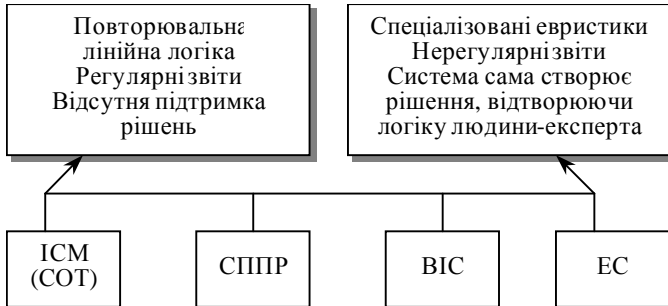 Повторювальна
лінійна логіка
Регулярні звіти
Відсутня підтримка
рішень
Спеціалізовані евристики
Нерегулярні звіти
Система сама створює
рішення, відтворюючи
логіку людини-експерта
ІСМ
(СОТ)
СППР
ВІС
ЕС